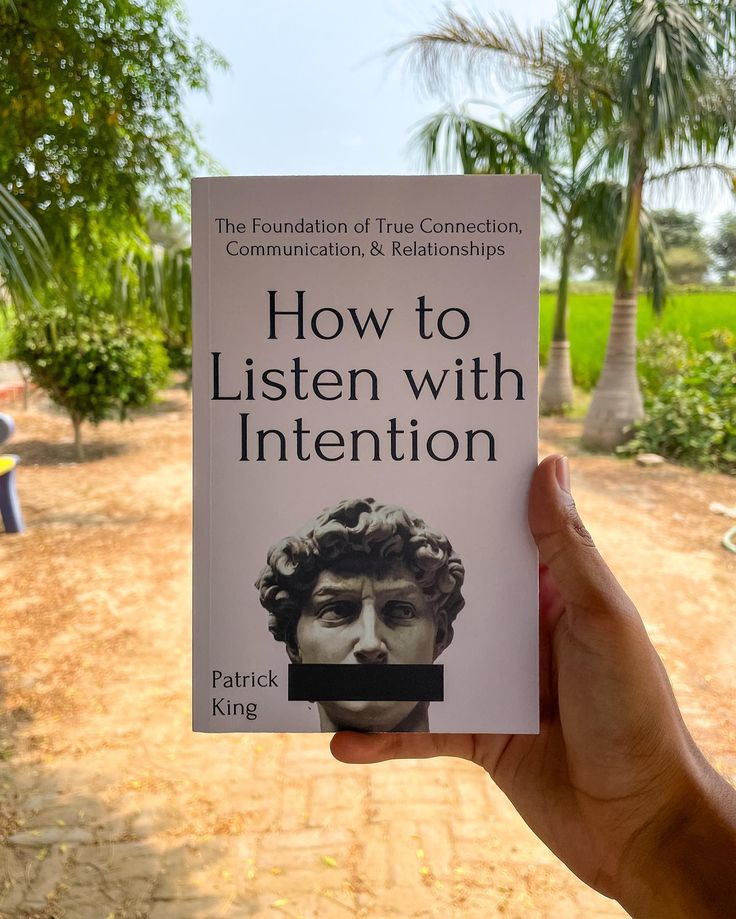 The Foundation of True Connection,
Communication, & Relationships
How to
Listen with
Intention
Patrick
King